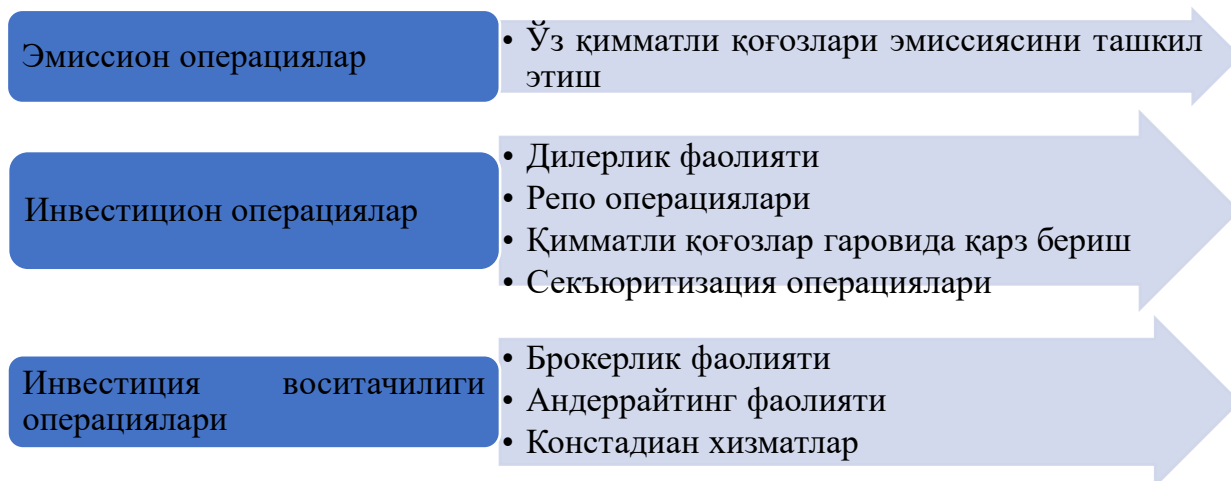 Эмиссион операциялар
• Ўз қимматли қоғозлари эмиссиясини ташкил
этиш
Инвестицион операциялар
• Дилерлик фаолияти
• Репо операциялари
• Қимматли қоғозлар гаровида қарз бериш
• Секъюритизация операциялари
Инвестиция воситачилиги
операциялари
• Брокерлик фаолияти
• Андеррайтинг фаолияти
• Констадиан хизматлар